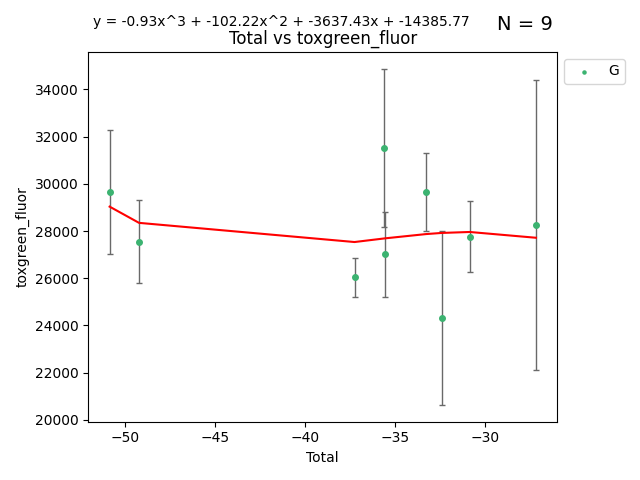 y = -0.93x^3 + -102.22x^2 + -3637.43x + -14385.77
N = 9
Total vs toxgreen_fluor
G
34000
32000
30000
28000
26000
24000
22000
20000
toxgreen_fluor
−50
−45
−40
−35
−30
Total